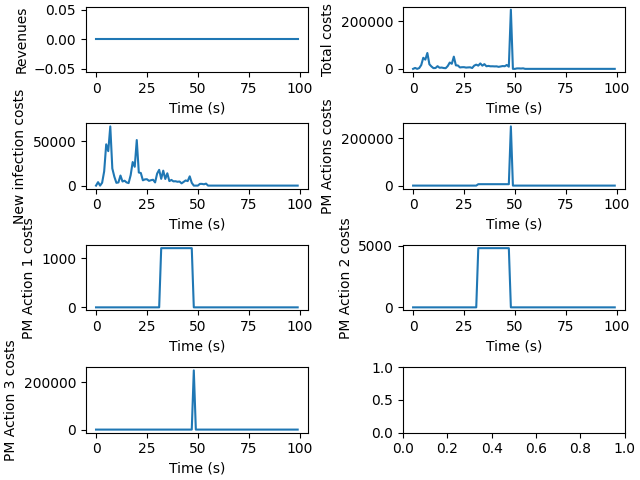 Revenues
0.05
0.00
−0.05
0 25 50 75 100
Time (s)
Total costs
200000
0
0 25 50 75 100
Time (s)
New infection costs
50000
0
0 25 50 75 100
Time (s)
PM Actions costs
200000
0
0 25 50 75 100
Time (s)
PM Action 1 costs
1000
0
0 25 50 75 100
Time (s)
PM Action 2 costs
5000
0
0 25 50 75 100
Time (s)
PM Action 3 costs
200000
0
0 25 50 75 100
Time (s)
1.0
0.5
0.0
0.0 0.2 0.4 0.6 0.8 1.0